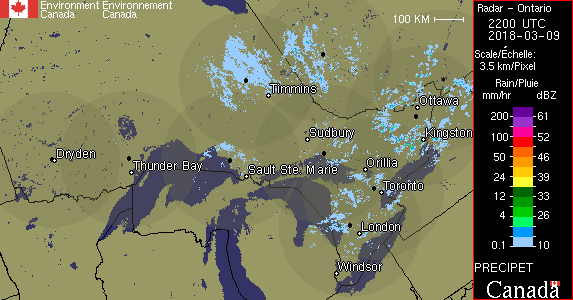 Environment Environnement
Canada Canada
100 KM
Radar – Ontario
2200 UTC
2018-03-09
Scale/Échelle:
3.5 km/Pixel
Rain/Pluie
mm/hr dBZ
200 61
100 52
50 46
24 39
12 33
4 26
0.1 10
PRECIPET
Canada
Timmins
Ottawa
Sudbury
Kingston
Dryden
Thunder Bay
Sault Ste. Marie
Orillia
Toronto
London
Windsor